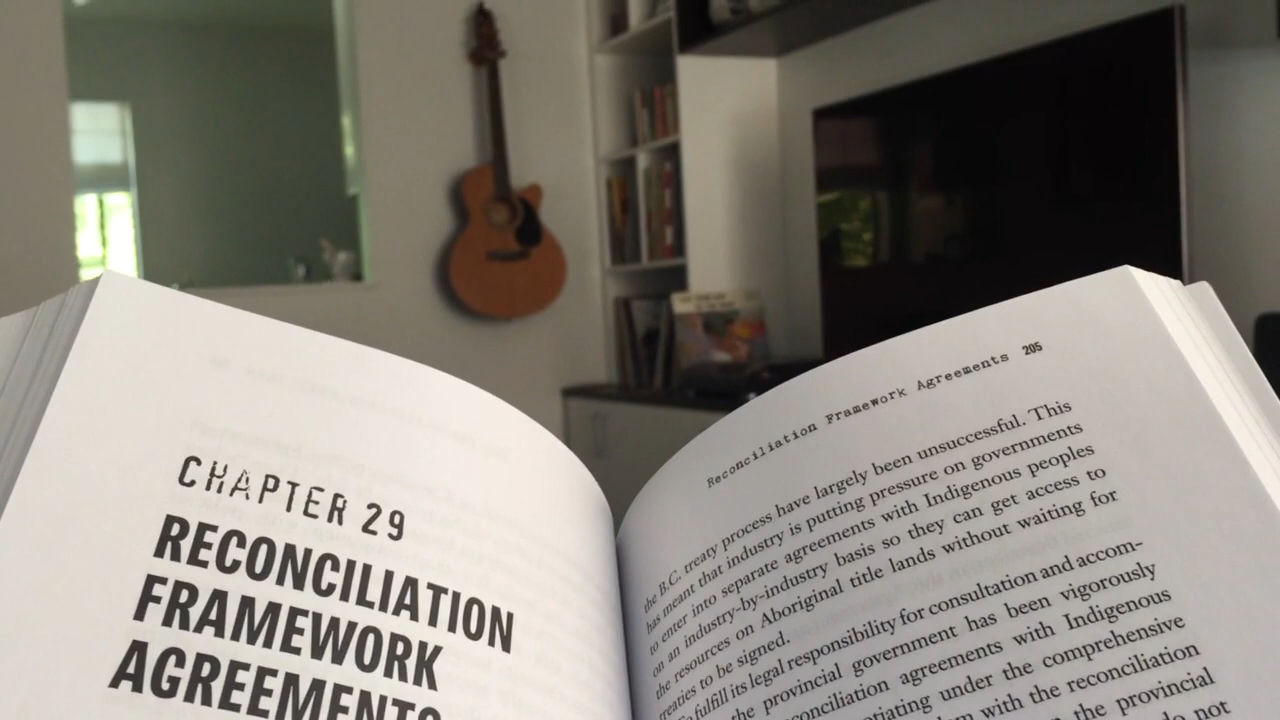 CHAPTER 29
RECONCILIATION
FRAMEWORK
AGREEMENTS
Reconciliation Framework Agreements 205
the B.C. treaty process have largely been unsuccessful. This
has meant that industry is putting pressure on governments
to enter into separate agreements with Indigenous peoples
on an industry-by-industry basis so they can get access to
the resources on Aboriginal title lands without waiting for
treaties to be signed.
To fulfill its legal responsibility for consultation and accom-
the provincial government has been vigorously
agreements with Indigenous
under the comprehensive
with the reconciliation
the provincial
do not